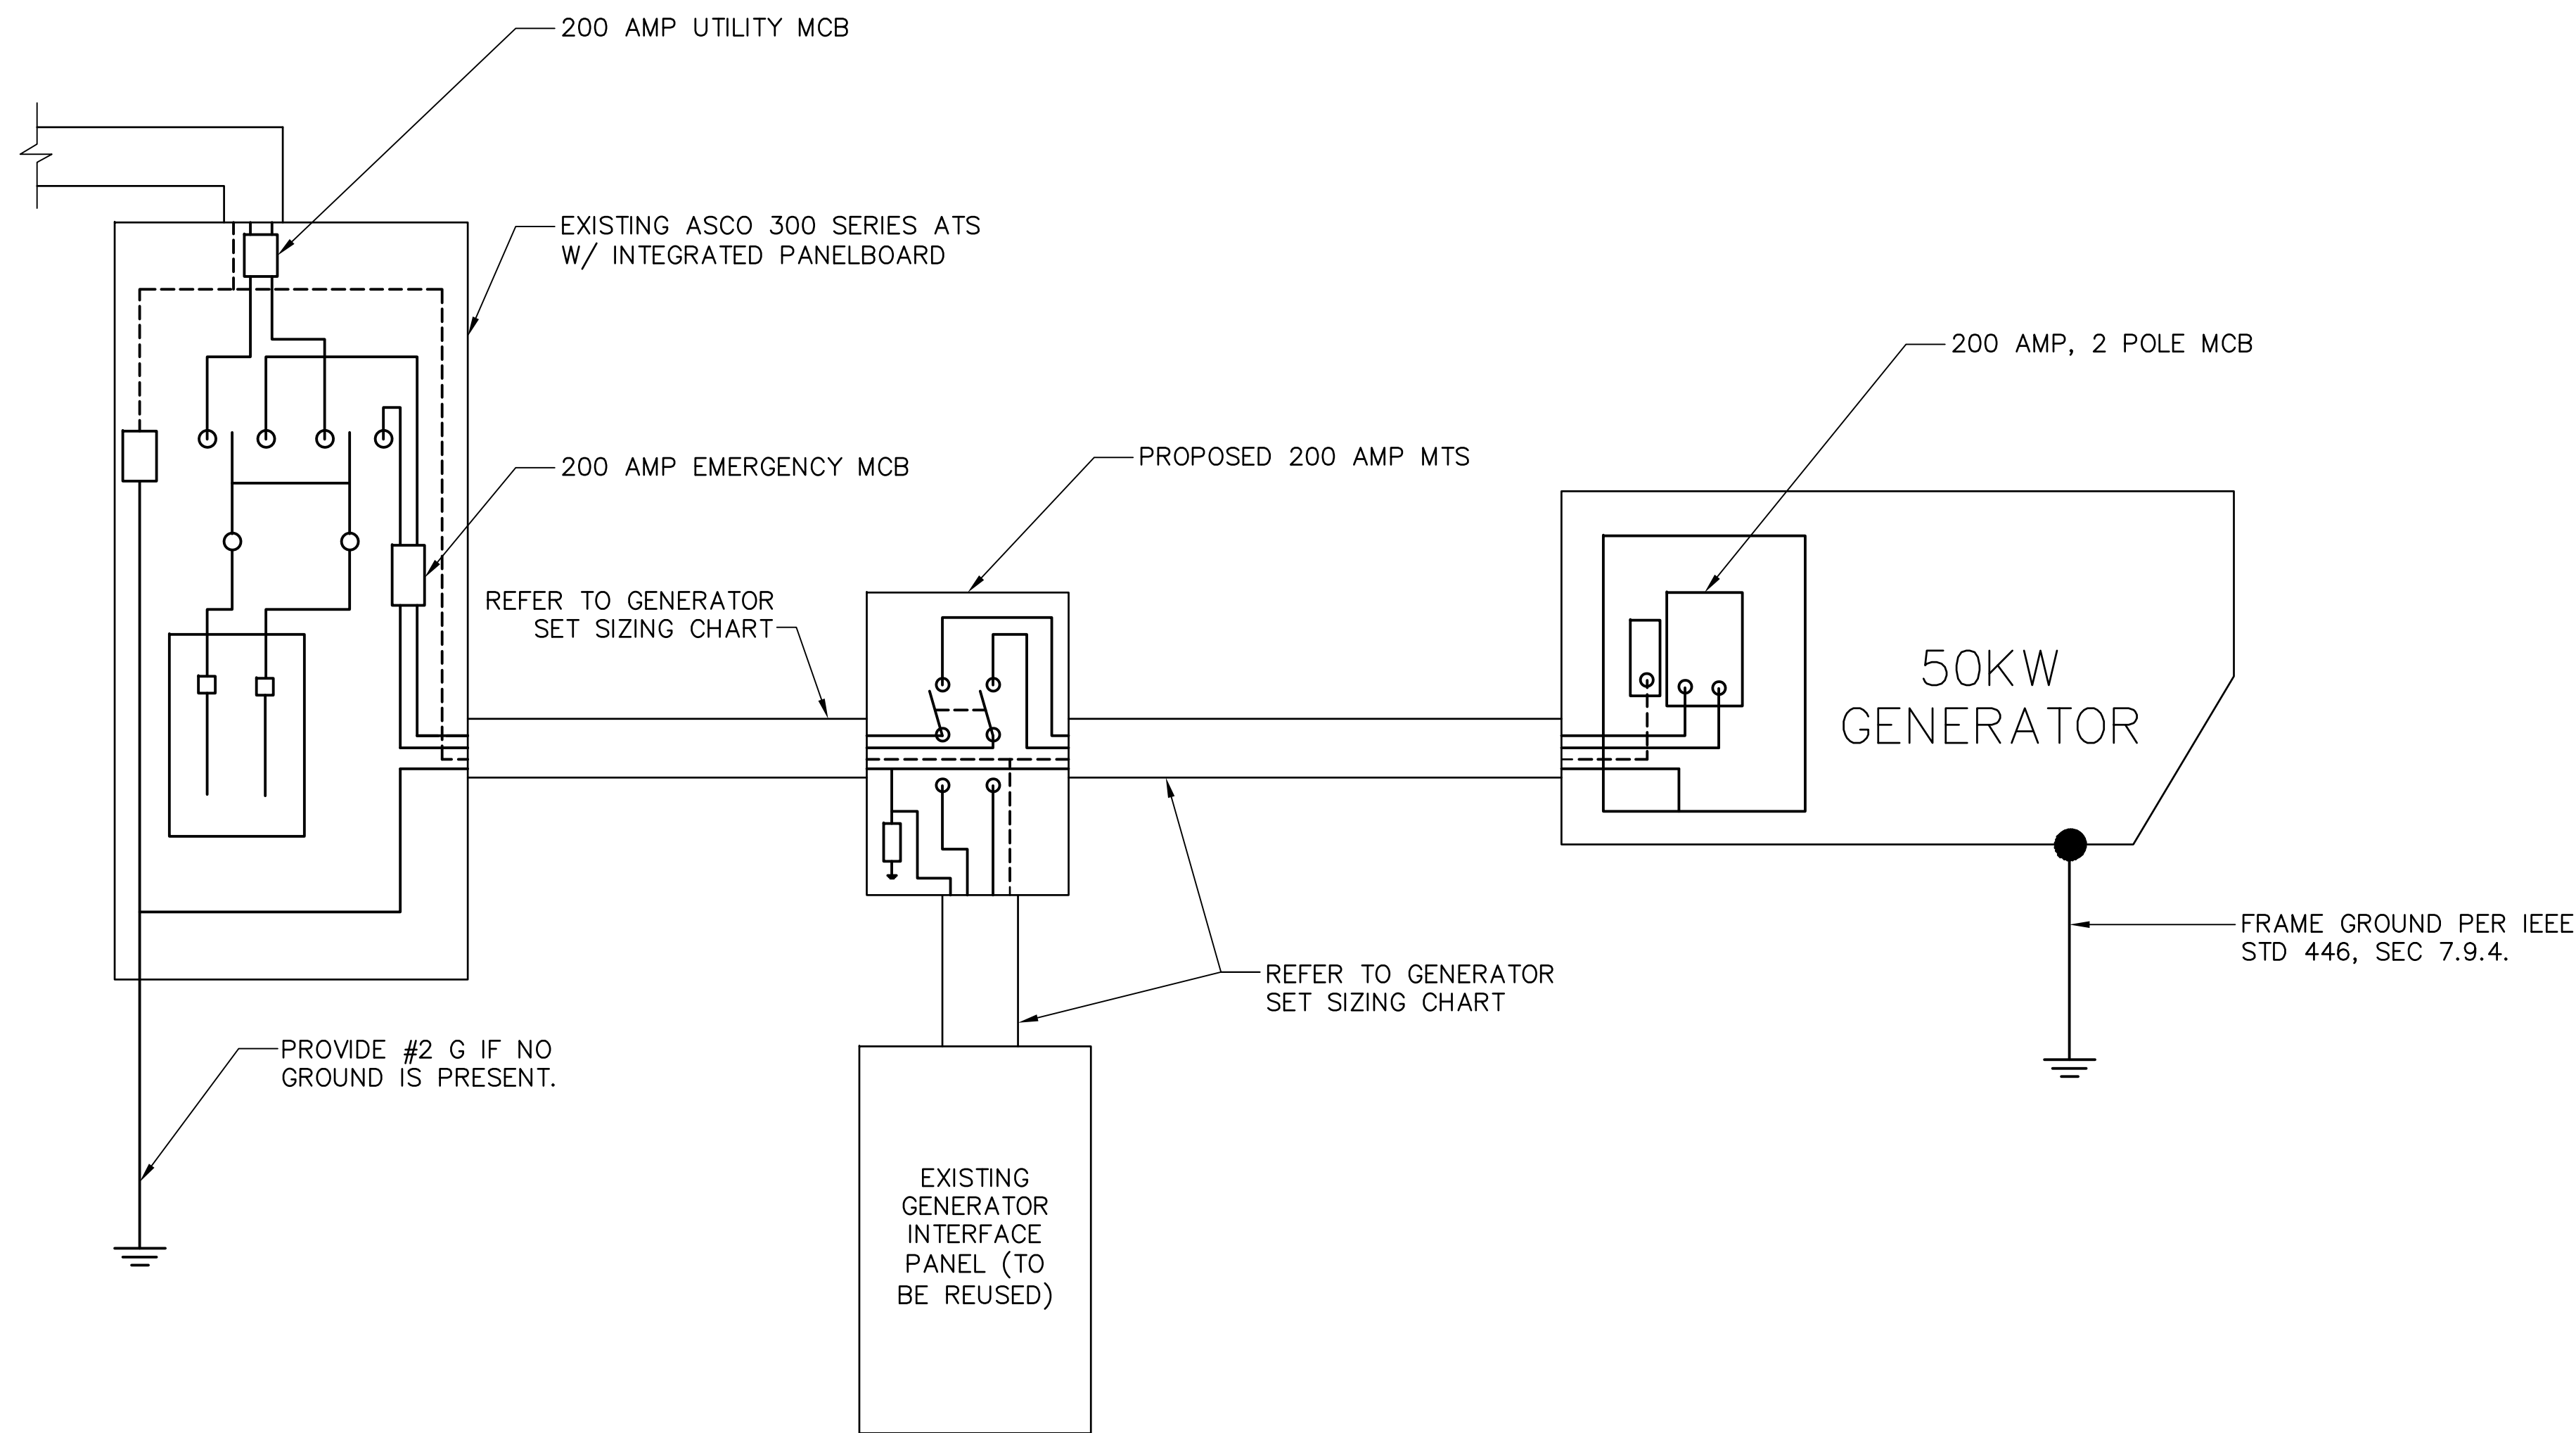 200 AMP UTILITY MCB
EXISTING ASCO 300 SERIES ATS
W/ INTEGRATED PANELBOARD
200 AMP, 2 POLE MCB
200 AMP EMERGENCY MCB
PROPOSED 200 AMP MTS
REFER TO GENERATOR
SET SIZING CHART
50KW
GENERATOR
FRAME GROUND PER IEEE
STD 446, SEC 7.9.4.
REFER TO GENERATOR
SET SIZING CHART
PROVIDE #2 G IF NO
GROUND IS PRESENT.
EXISTING
GENERATOR
INTERFACE
PANEL (TO
BE REUSED)